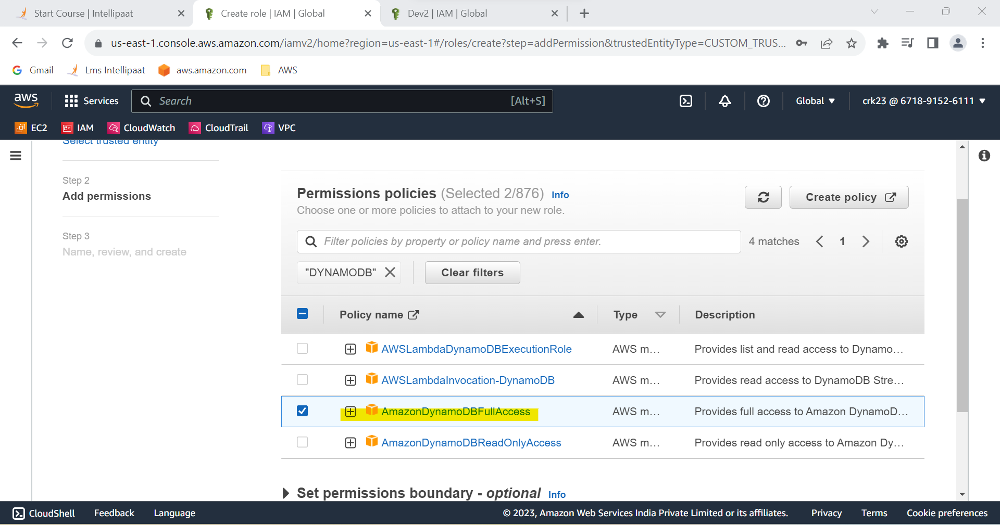 Start Course | Intellipaat
Create role | IAM | Global
Dev2 | IAM | Global
us-east-1.console.aws.amazon.com/iamv2/home?region=us-east-1#/roles/create?step=addPermission&trustedEntityType=CUSTOM_TRUS...
Gmail
Lms Intellipaat
aws.amazon.com
AWS
aws
Services
Search
[Alt+S]
Global
crk23 @ 6718-9152-6111
EC2
IAM
CloudWatch
CloudTrail
VPC
Select trusted entity
Step 2
Add permissions
Step 3
Name, review, and create
Permissions policies (Selected 2/876) Info
Choose one or more policies to attach to your new role.
Create policy
Filter policies by property or policy name and press enter.
4 matches
1
"DYNAMODB"
Clear filters
Policy name
Type
Description
AWSLambdaDynamoDBExecutionRole
AWS m...
Provides list and read access to Dynamo...
AWSLambdaInvocation-DynamoDB
AWS m...
Provides read access to DynamoDB Stre...
AmazonDynamoDBFullAccess
AWS m...
Provides full access to Amazon DynamoD...
AmazonDynamoDBReadOnlyAccess
AWS m...
Provides read only access to Amazon Dy...
Set permissions boundary - optional Info
CloudShell
Feedback
Language
© 2023, Amazon Web Services India Private Limited or its affiliates.
Privacy
Terms
Cookie preferences